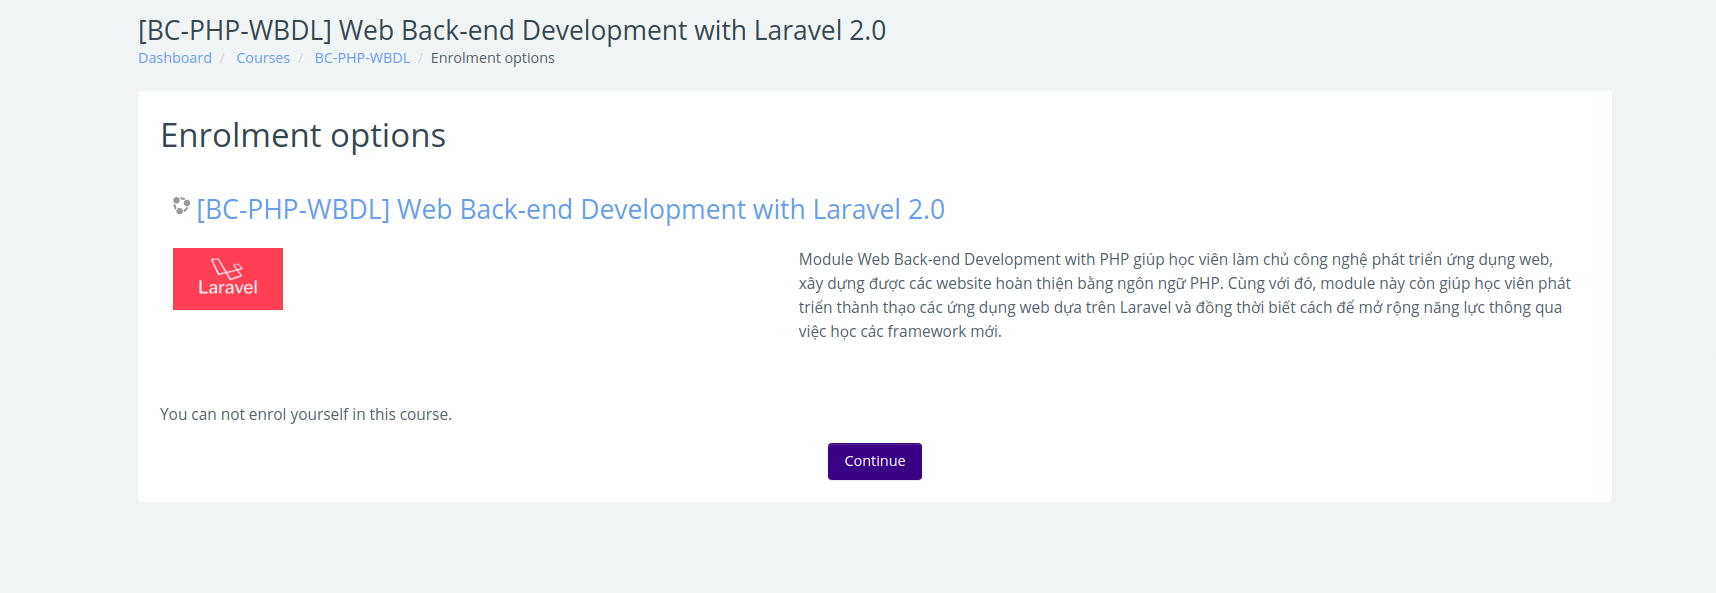 [BC-PHP-WBDL] Web Back-end Development with Laravel 2.0
Dashboard / Courses / BC-PHP-WBDL / Enrolment options
Enrolment options
[BC-PHP-WBDL] Web Back-end Development with Laravel 2.0
Laravel
Module Web Back-end Development with PHP giúp học viên làm chủ công nghệ phát triển ứng dụng web,
xây dựng được các website hoàn thiện bằng ngôn ngữ PHP. Cùng với đó, module này còn giúp học viên phát
triển thành thạo các ứng dụng web dựa trên Laravel và đồng thời biết cách để mở rộng năng lực thông qua
việc học các framework mới.
You can not enrol yourself in this course.
Continue